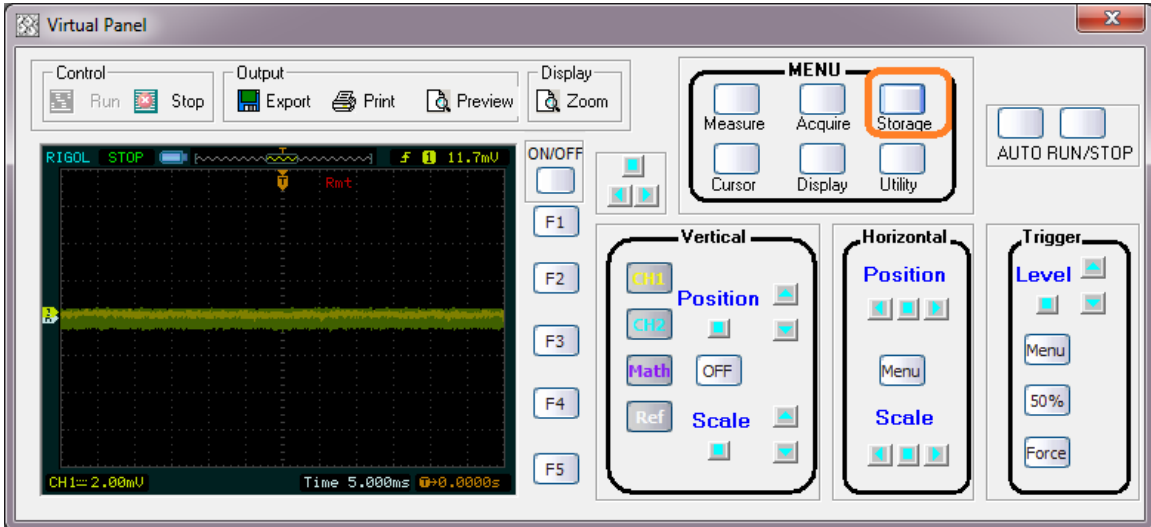 Virtual Panel
Control
Run Stop
Output
Export Print Preview
Display
Zoom
MENU
Measure Acquire Storage
Cursor Display Utility
AUTO RUN/STOP
RIGOL STOP T f 1 11.7mV
T Rmt
CH1 2.00mV Time 5.000ms T→0.0000s
ON/OFF
F1
F2
F3
F4
F5
Vertical
CH1
Position
CH2
Math OFF
Ref Scale
Horizontal
Position
Menu
Scale
Trigger
Level
Menu
50%
Force